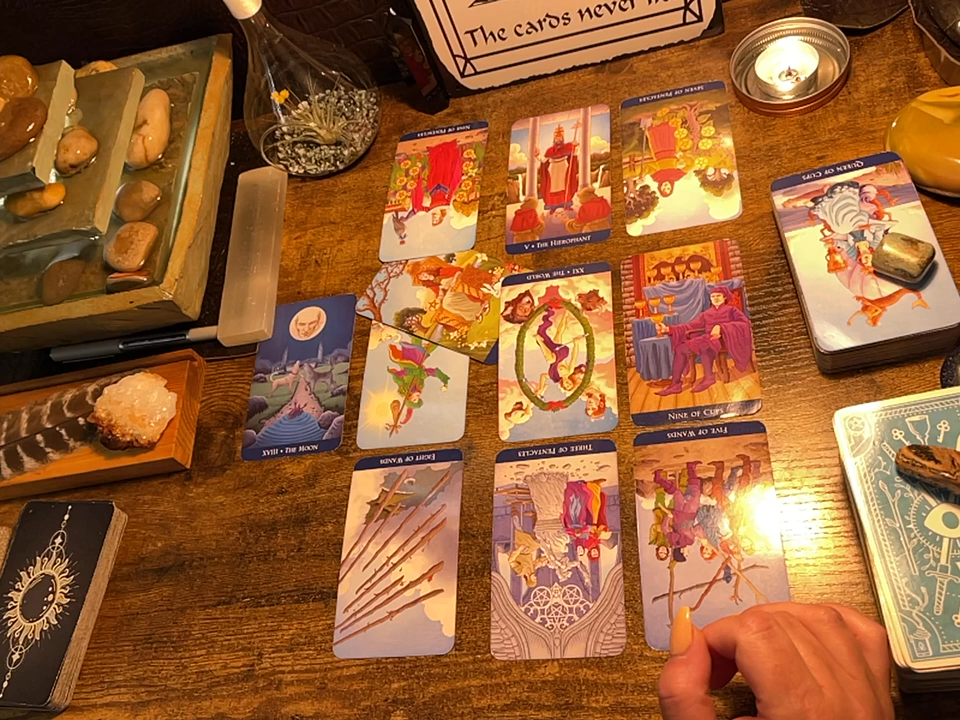 The cards never
NINE OF PENTACLES
V • THE HIEROPHANT
SEVEN OF PENTACLES
QUEEN OF CUPS
XVIII • THE MOON
XXI • THE WORLD
NINE OF CUPS
EIGHT OF WANDS
THREE OF PENTACLES
FIVE OF WANDS